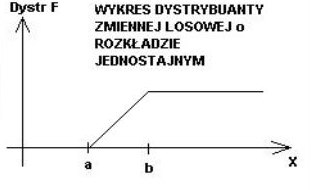 Dystr F
WYKRES DYSTRYBUANTY
ZMIENNEJ LOSOWEJ o
ROZKŁADZIE
JEDNOSTAJNYM
a
b
X